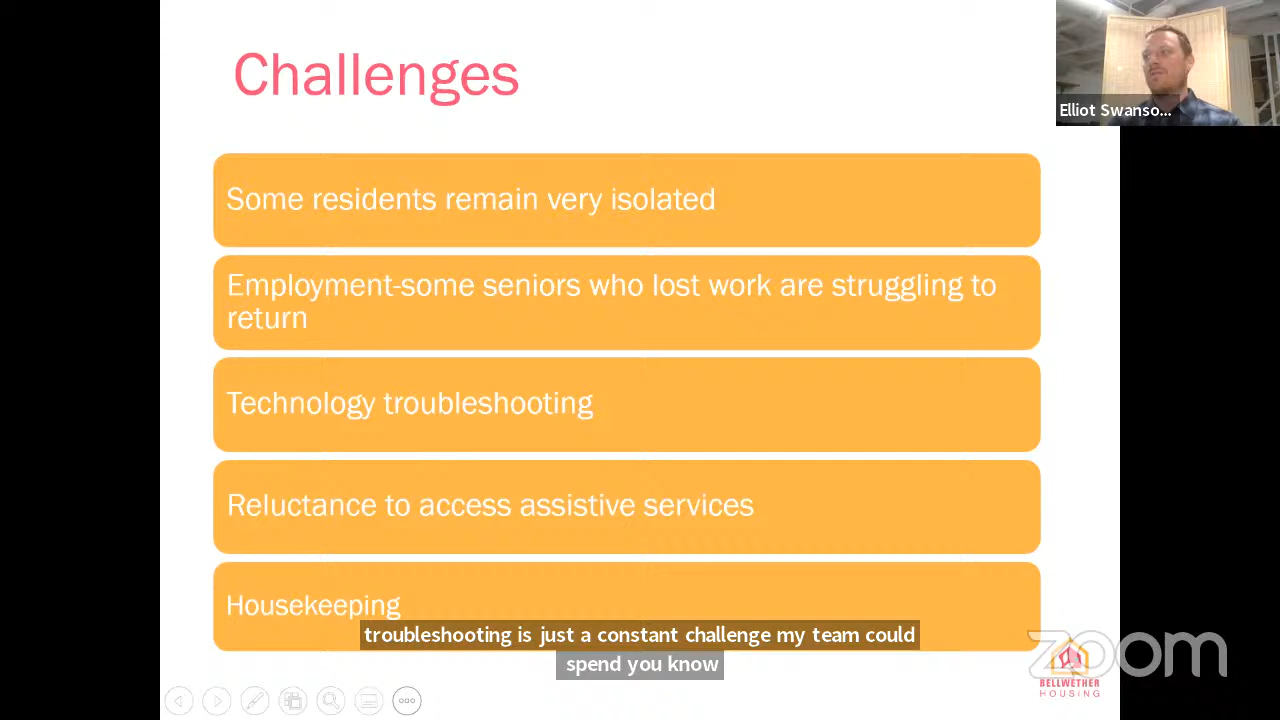 Challenges
Elliot Swanso...
Some residents remain very isolated
Employment-some seniors who lost work are struggling to
return
Technology troubleshooting
Reluctance to access assistive services
Housekeeping
troubleshooting is just a constant challenge my team could
spend you know
zoom
BELLWETHER
HOUSING